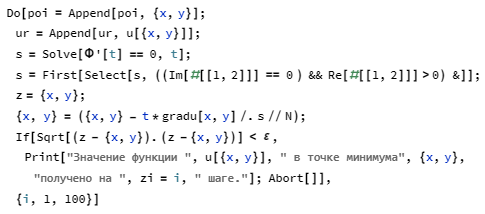 Do[poi = Append[poi, {x, y}];
ur = Append[ur, u[{x, y}]];
s = Solve[Φ'[t] == 0, t];
s = First[Select[s, ((Im[#[[1, 2]]] == 0 ) && Re[#[[1, 2]]] > 0) &]];
z = {x, y};
{x, y} = ({x, y} - t * gradu[x, y] /. s // N);
If[Sqrt[(z - {x, y}).(z - {x, y})] < ε,
Print["Значение функции ", u[{x, y}], " в точке минимума", {x, y},
"получено на ", zi = i, " шаге."]; Abort[]],
{i, 1, 100}]